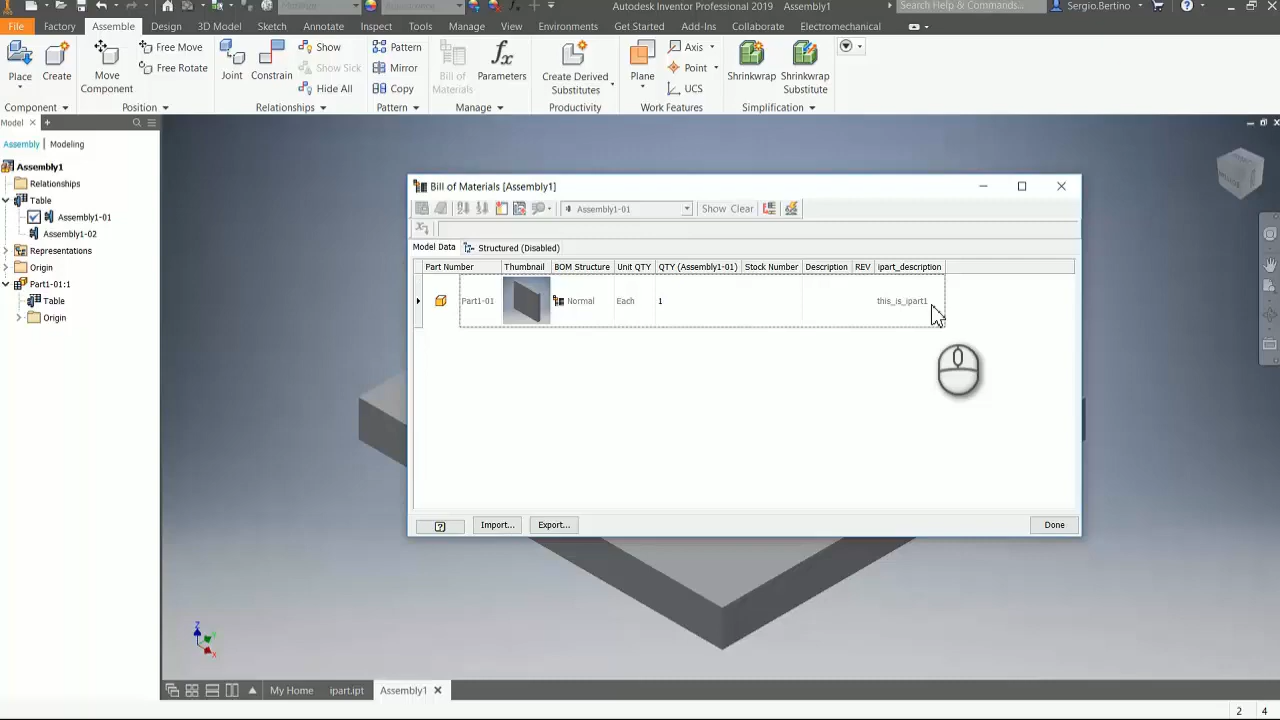 Autodesk Inventor Professional 2019 Assembly1
Search Help & Commands...
Sergio.Bertino
File Factory Assemble Design 3D Model Sketch Annotate Inspect Tools Manage View Environments Get Started Add-Ins Collaborate Electromechanical
Place
Create
Component
Move
Component
Free Move
Free Rotate
Position
Joint
Constrain
Show
Show Sick
Hide All
Relationships
Pattern
Mirror
Copy
Pattern
Bill of
Materials
Parameters
Manage
Create Derived
Substitutes
Productivity
Plane
Axis
Point
UCS
Work Features
Shrinkwrap
Shrinkwrap
Substitute
Simplification
Model
Assembly Modeling
Assembly1
Relationships
Table
Assembly1-01
Assembly1-02
Representations
Origin
Part1-01:1
Table
Origin
Bill of Materials [Assembly1]
Assembly1-01
Show Clear
Model Data Structured (Disabled)
Part Number Thumbnail BOM Structure Unit QTY QTY (Assembly1-01) Stock Number Description REV ipart_description
Part1-01 Normal Each 1 this_is_ipart1
Import... Export... Done
Z
X
My Home ipart.ipt Assembly1
2 4